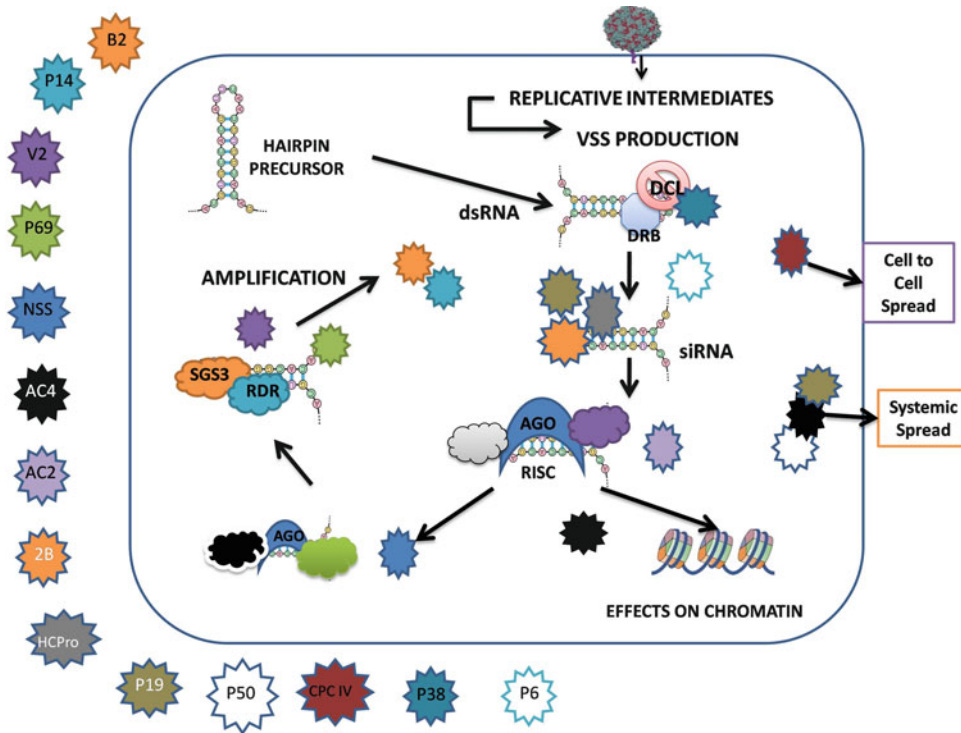 B2
P14
V2
P69
NSS
AC4
AC2
2B
HCPro
P19
P50
CPC IV
P38
P6
REPLICATIVE INTERMEDIATES
VSS PRODUCTION
HAIRPIN
PRECURSOR
dsRNA
DCL
DRB
AMPLIFICATION
siRNA
SGS3
RDR
AGO
RISC
AGO
EFFECTS ON CHROMATIN
Cell to
Cell
Spread
Systemic
Spread